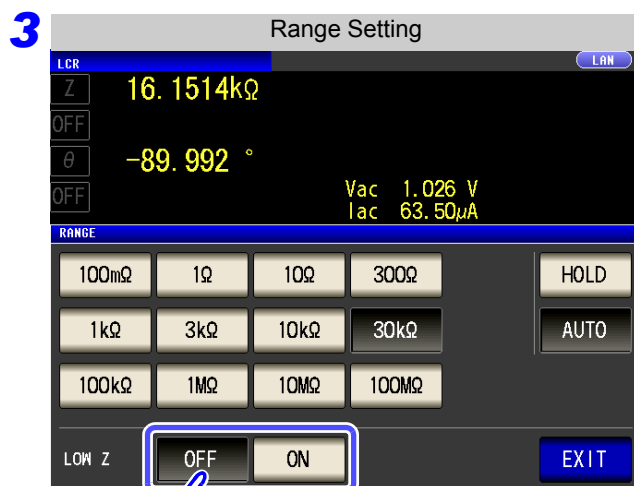 3
Range Setting
LCR
LAN
Z 16.1514kΩ
OFF
θ -89.992 °
OFF
Vac 1.026 V
Iac 63.50μA
RANGE
100mΩ 1Ω 10Ω 300Ω HOLD
1kΩ 3kΩ 10kΩ 30kΩ AUTO
100kΩ 1MΩ 10MΩ 100MΩ
LOW Z OFF ON EXIT